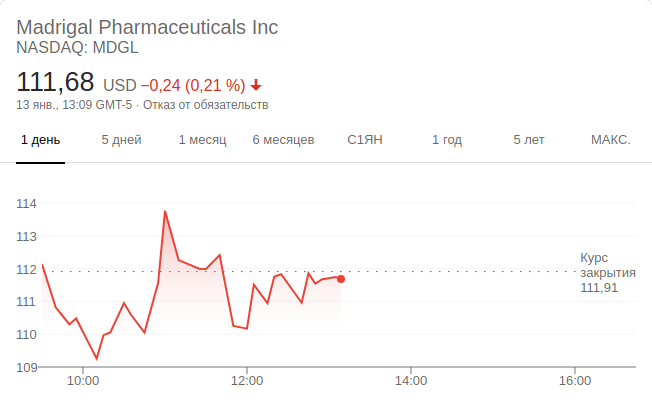 Madrigal Pharmaceuticals Inc
NASDAQ: MDGL
111,68 USD −0,24 (0,21 %)
13 янв., 13:09 GMT-5 · Отказ от обязательств
1 день 5 дней 1 месяц 6 месяцев С1ЯН 1 год 5 лет МАКС.
114
113
112
111
110
109
Курс
закрытия
111,91
10:00 12:00 14:00 16:00